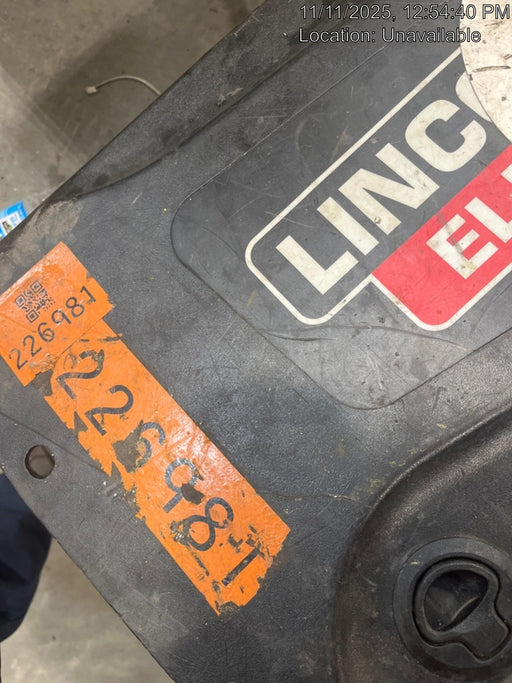 11/11/2025, 12:54:40 PM
Location: Unavailable
LINC
EL
226981
226981